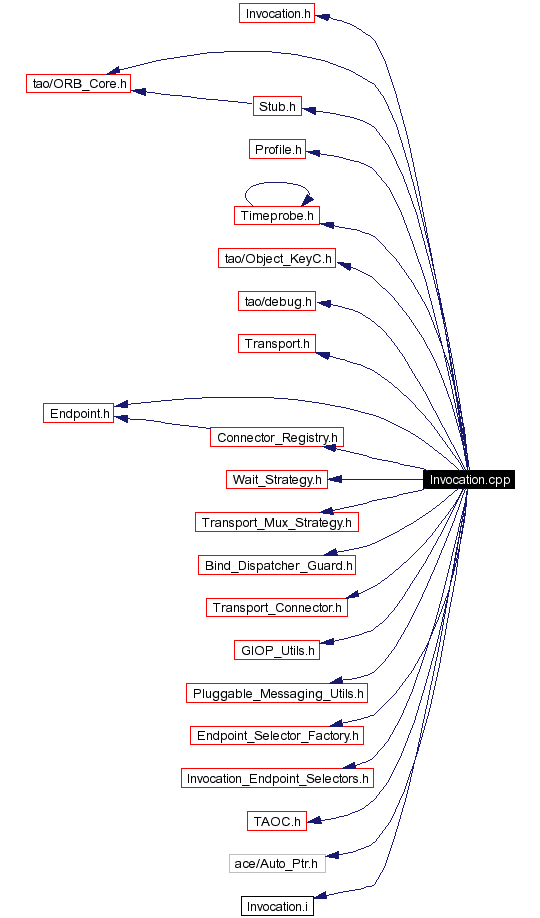 Invocation.h
tao/ORB_Core.h
Stub.h
Profile.h
Timeprobe.h
tao/Object_KeyC.h
tao/debug.h
Transport.h
Endpoint.h
Connector_Registry.h
Invocation.cpp
Wait_Strategy.h
Transport_Mux_Strategy.h
Bind_Dispatcher_Guard.h
Transport_Connector.h
GIOP_Utils.h
Pluggable_Messaging_Utils.h
Endpoint_Selector_Factory.h
Invocation_Endpoint_Selectors.h
TAOC.h
ace/Auto_Ptr.h
Invocation.i